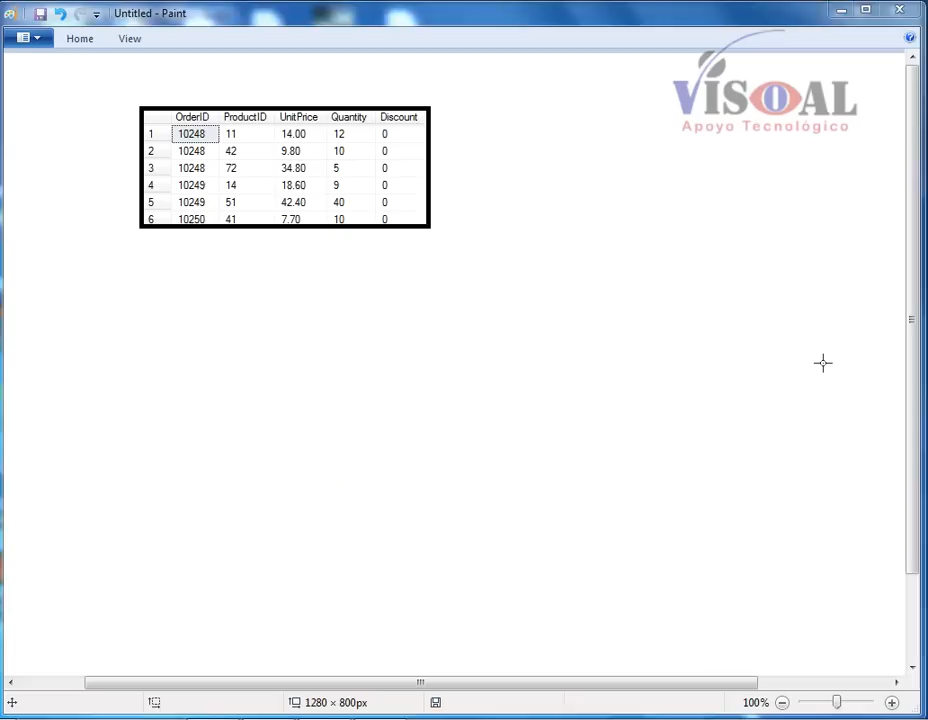 Untitled - Paint
Home View
VISOAL
Apoyo Tecnológico
OrderID ProductID UnitPrice Quantity Discount
1 10248 11 14.00 12 0
2 10248 42 9.80 10 0
3 10248 72 34.80 5 0
4 10249 14 18.60 9 0
5 10249 51 42.40 40 0
6 10250 41 7.70 10 0
1280 × 800px 100%